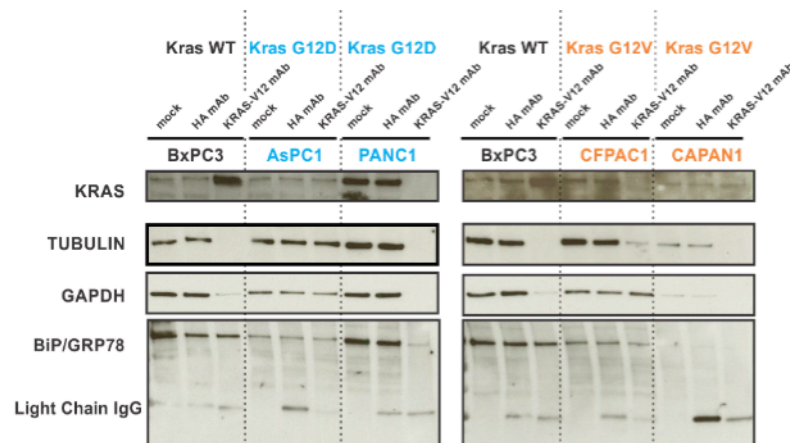 Kras WT Kras G12D Kras G12D Kras WT Kras G12V Kras G12V
mock HA mAb KRAS-V12 mAb mock HA mAb KRAS-V12 mAb mock HA mAb KRAS-V12 mAb mock HA mAb KRAS-V12 mAb mock HA mAb KRAS-V12 mAb mock HA mAb KRAS-V12 mAb
BxPC3 AsPC1 PANC1 BxPC3 CFPAC1 CAPAN1
KRAS
TUBULIN
GAPDH
BiP/GRP78
Light Chain IgG